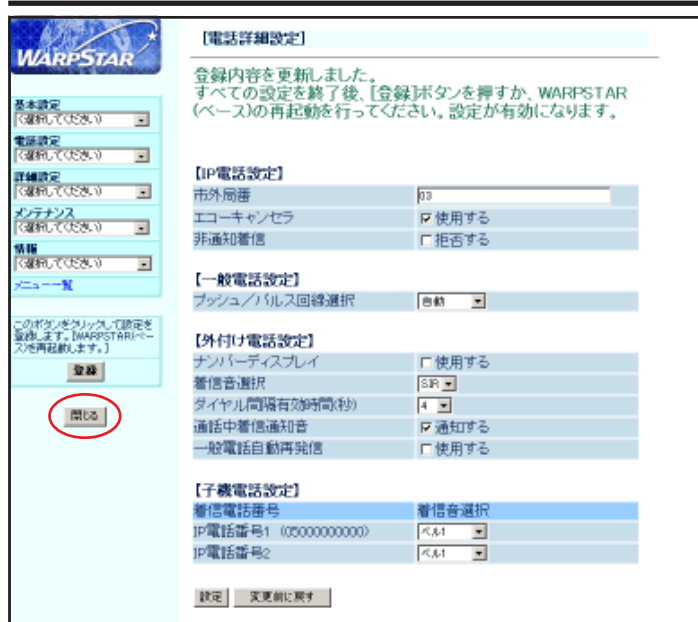 WARPSTAR
基本設定
(選択してください)
電話設定
(選択してください)
詳細設定
(選択してください)
メンテナンス
(選択してください)
情報
(選択してください)
メニュー一覧
このボタンをクリックして設定を
登録します。[WARPSTAR(ベー
ス)を再起動します。]
登録
閉じる
【電話詳細設定】
登録内容を更新しました。
すべての設定を終了後、[登録]ボタンを押すか、WARPSTAR
(ベース)の再起動を行ってください。設定が有効になります。
【IP電話設定】
市外局番 03
エコーキャンセラ 使用する
非通知着信 拒否する
【一般電話設定】
プッシュ/パルス回線選択 自動
【外付け電話設定】
ナンバーディスプレイ 使用する
着信音選択 SIR
ダイヤル間隔有効時間(秒) 4
通話中着信通知音 通知する
一般電話自動再発信 使用する
【子機電話設定】
着信電話番号 着信音選択
IP電話番号1 (05000000000) ベル1
IP電話番号2 ベル1
設定 変更前に戻す